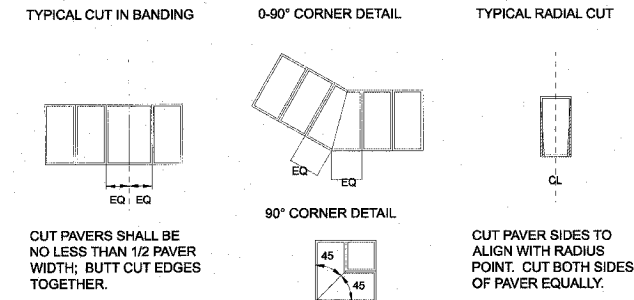 TYPICAL CUT IN BANDING
0-90° CORNER DETAIL
TYPICAL RADIAL CUT
EQ EQ
EQ
EQ
CL
CUT PAVERS SHALL BE
NO LESS THAN 1/2 PAVER
WIDTH; BUTT CUT EDGES
TOGETHER.
90° CORNER DETAIL
45
45
CUT PAVER SIDES TO
ALIGN WITH RADIUS
POINT. CUT BOTH SIDES
OF PAVER EQUALLY.